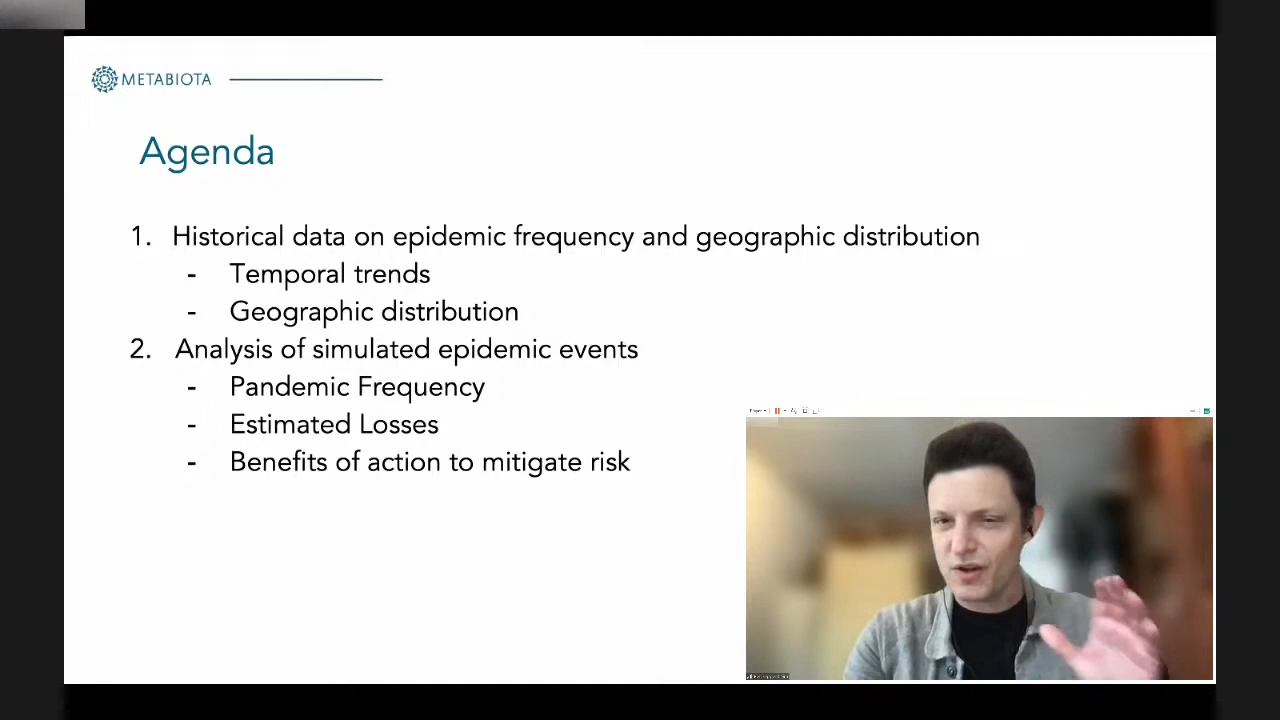 METABIOTA
Agenda
1. Historical data on epidemic frequency and geographic distribution
- Temporal trends
- Geographic distribution
2. Analysis of simulated epidemic events
- Pandemic Frequency
- Estimated Losses
- Benefits of action to mitigate risk